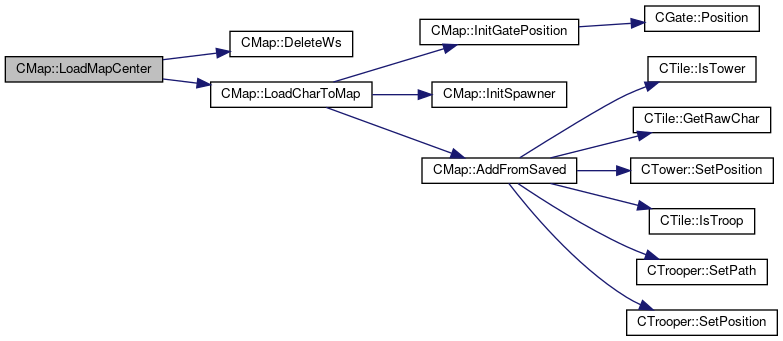 CMap::LoadMapCenter
CMap::DeleteWs
CMap::LoadCharToMap
CMap::InitGatePosition
CMap::InitSpawner
CMap::AddFromSaved
CGate::Position
CTile::IsTower
CTile::GetRawChar
CTower::SetPosition
CTile::IsTroop
CTrooper::SetPath
CTrooper::SetPosition